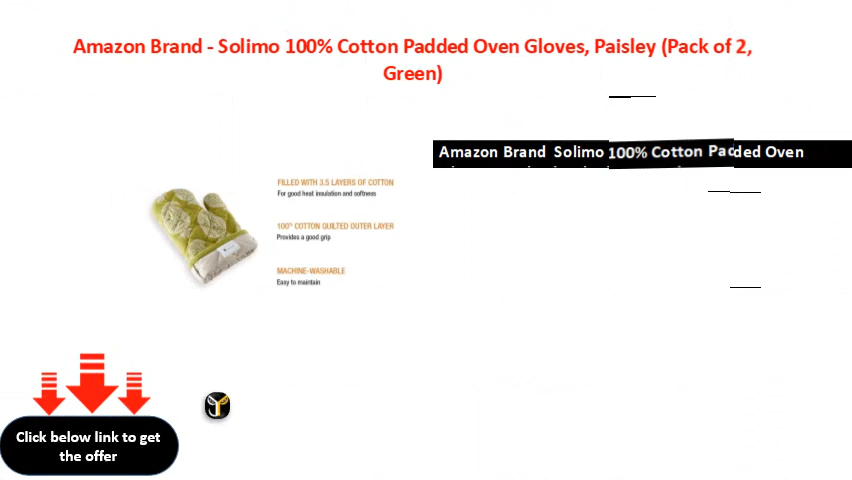 Amazon Brand - Solimo 100% Cotton Padded Oven Gloves, Paisley (Pack of 2,
Green)
Amazon Brand Solimo 100% Cotton Padded Oven
FILLED WITH 3.5 LAYERS OF COTTON
For good heat insulation and softness
100% COTTON QUILTED OUTER LAYER
Provides a good grip
MACHINE-WASHABLE
Easy to maintain
Click below link to get
the offer